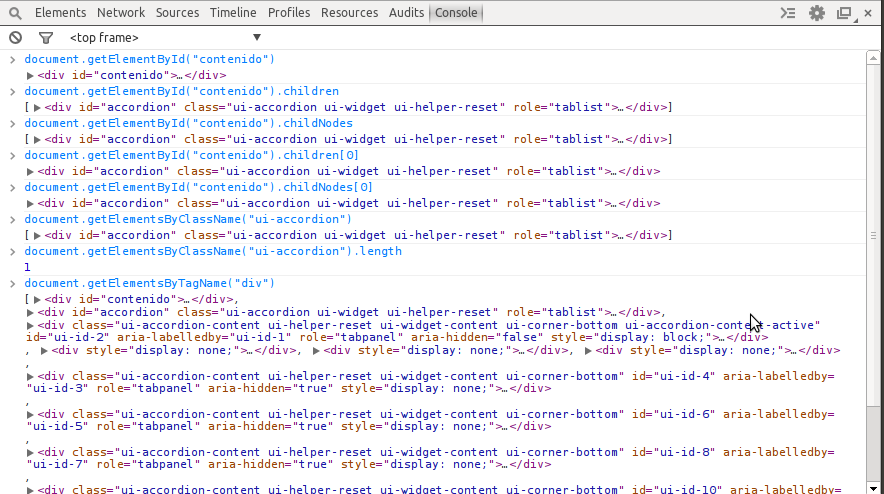 Elements Network Sources Timeline Profiles Resources Audits Console
<top frame>
document.getElementById("contenido")
<div id="contenido">…</div>
document.getElementById("contenido").children
[ <div id="accordion" class="ui-accordion ui-widget ui-helper-reset" role="tablist">…</div>]
document.getElementById("contenido").childNodes
[ <div id="accordion" class="ui-accordion ui-widget ui-helper-reset" role="tablist">…</div>]
document.getElementById("contenido").children[0]
<div id="accordion" class="ui-accordion ui-widget ui-helper-reset" role="tablist">…</div>
document.getElementById("contenido").childNodes[0]
<div id="accordion" class="ui-accordion ui-widget ui-helper-reset" role="tablist">…</div>
document.getElementsByClassName("ui-accordion")
[ <div id="accordion" class="ui-accordion ui-widget ui-helper-reset" role="tablist">…</div>]
document.getElementsByClassName("ui-accordion").length
1
document.getElementsByTagName("div")
[ <div id="contenido">…</div>,
<div id="accordion" class="ui-accordion ui-widget ui-helper-reset" role="tablist">…</div>,
<div class="ui-accordion-content ui-helper-reset ui-widget-content ui-corner-bottom ui-accordion-content-active"
id="ui-id-2" aria-labelledby="ui-id-1" role="tabpanel" aria-hidden="false" style="display: block;">…</div>
, <div style="display: none;">…</div>, <div style="display: none;">…</div>, <div style="display: none;">…</div>
,
<div class="ui-accordion-content ui-helper-reset ui-widget-content ui-corner-bottom" id="ui-id-4" aria-labelledby=
"ui-id-3" role="tabpanel" aria-hidden="true" style="display: none;">…</div>
,
<div class="ui-accordion-content ui-helper-reset ui-widget-content ui-corner-bottom" id="ui-id-6" aria-labelledby=
"ui-id-5" role="tabpanel" aria-hidden="true" style="display: none;">…</div>
,
<div class="ui-accordion-content ui-helper-reset ui-widget-content ui-corner-bottom" id="ui-id-8" aria-labelledby=
"ui-id-7" role="tabpanel" aria-hidden="true" style="display: none;">…</div>
,
<div class="ui-accordion-content ui-helper-reset ui-widget-content ui-corner-bottom" id="ui-id-10" aria-labelledby=